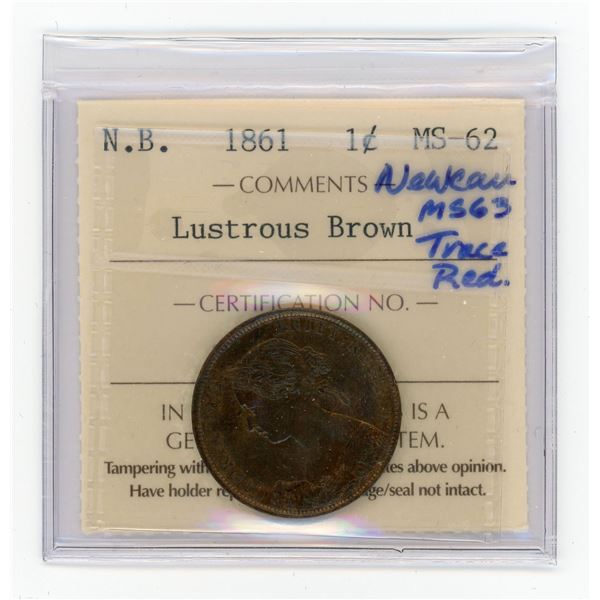 N.B. 1861 1¢ MS-62
— COMMENTS —
Newcan
MS63
Lustrous Brown
Trace
Red.
— CERTIFICATION NO. —
IN IS A
GE TEM.
Tampering with tes above opinion.
Have holder rep ge/seal not intact.